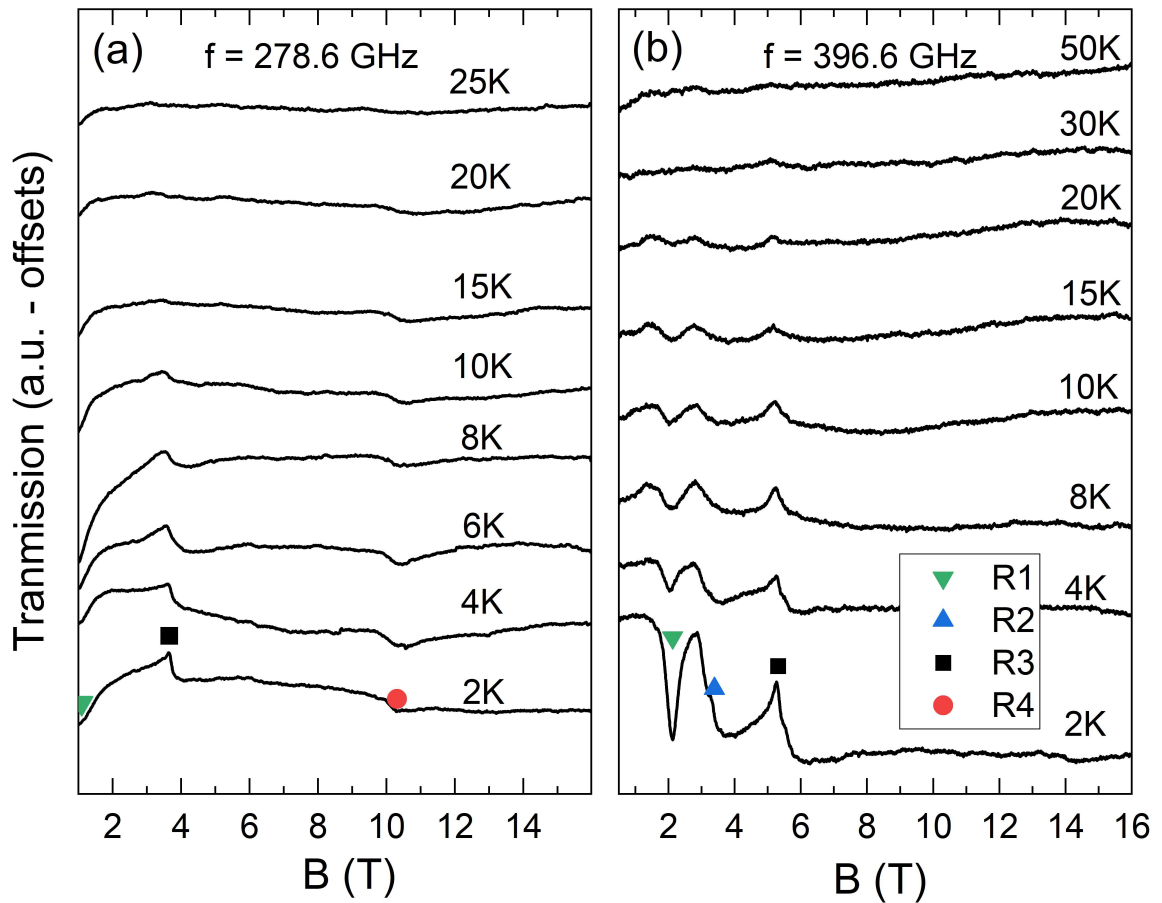 Tranmission (a.u. - offsets)
(a)
f = 278.6 GHz
25K
20K
15K
10K
8K
6K
4K
2K
2 4 6 8 10 12 14
B (T)
(b)
f = 396.6 GHz
50K
30K
20K
15K
10K
8K
4K
2K
R1
R2
R3
R4
2 4 6 8 10 12 14 16
B (T)